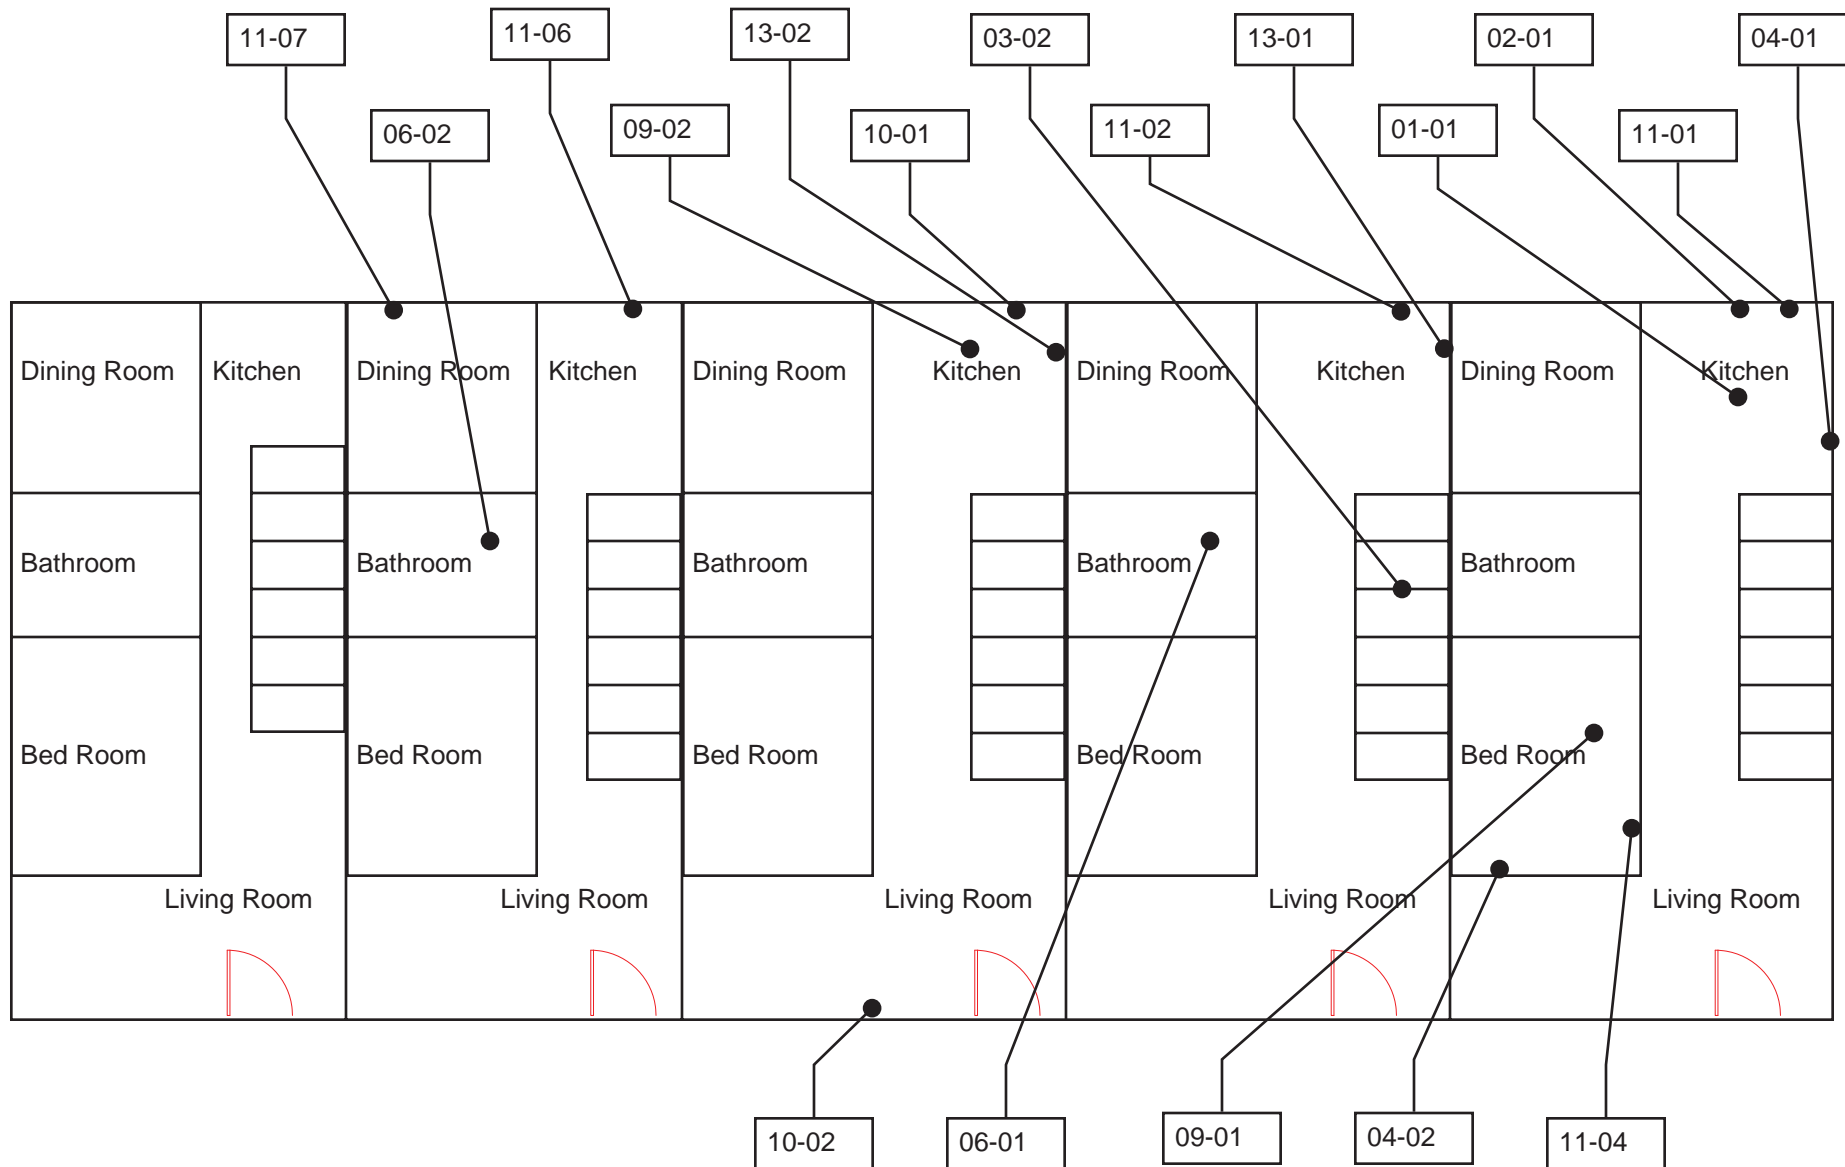 11-07
11-06
13-02
03-02
13-01
02-01
04-01
06-02
09-02
10-01
11-02
01-01
11-01
Dining Room
Kitchen
Dining Room
Kitchen
Dining Room
Kitchen
Dining Room
Kitchen
Dining Room
Kitchen
Bathroom
Bathroom
Bathroom
Bathroom
Bathroom
Bed Room
Bed Room
Bed Room
Bed Room
Bed Room
Living Room
Living Room
Living Room
Living Room
Living Room
10-02
06-01
09-01
04-02
11-04